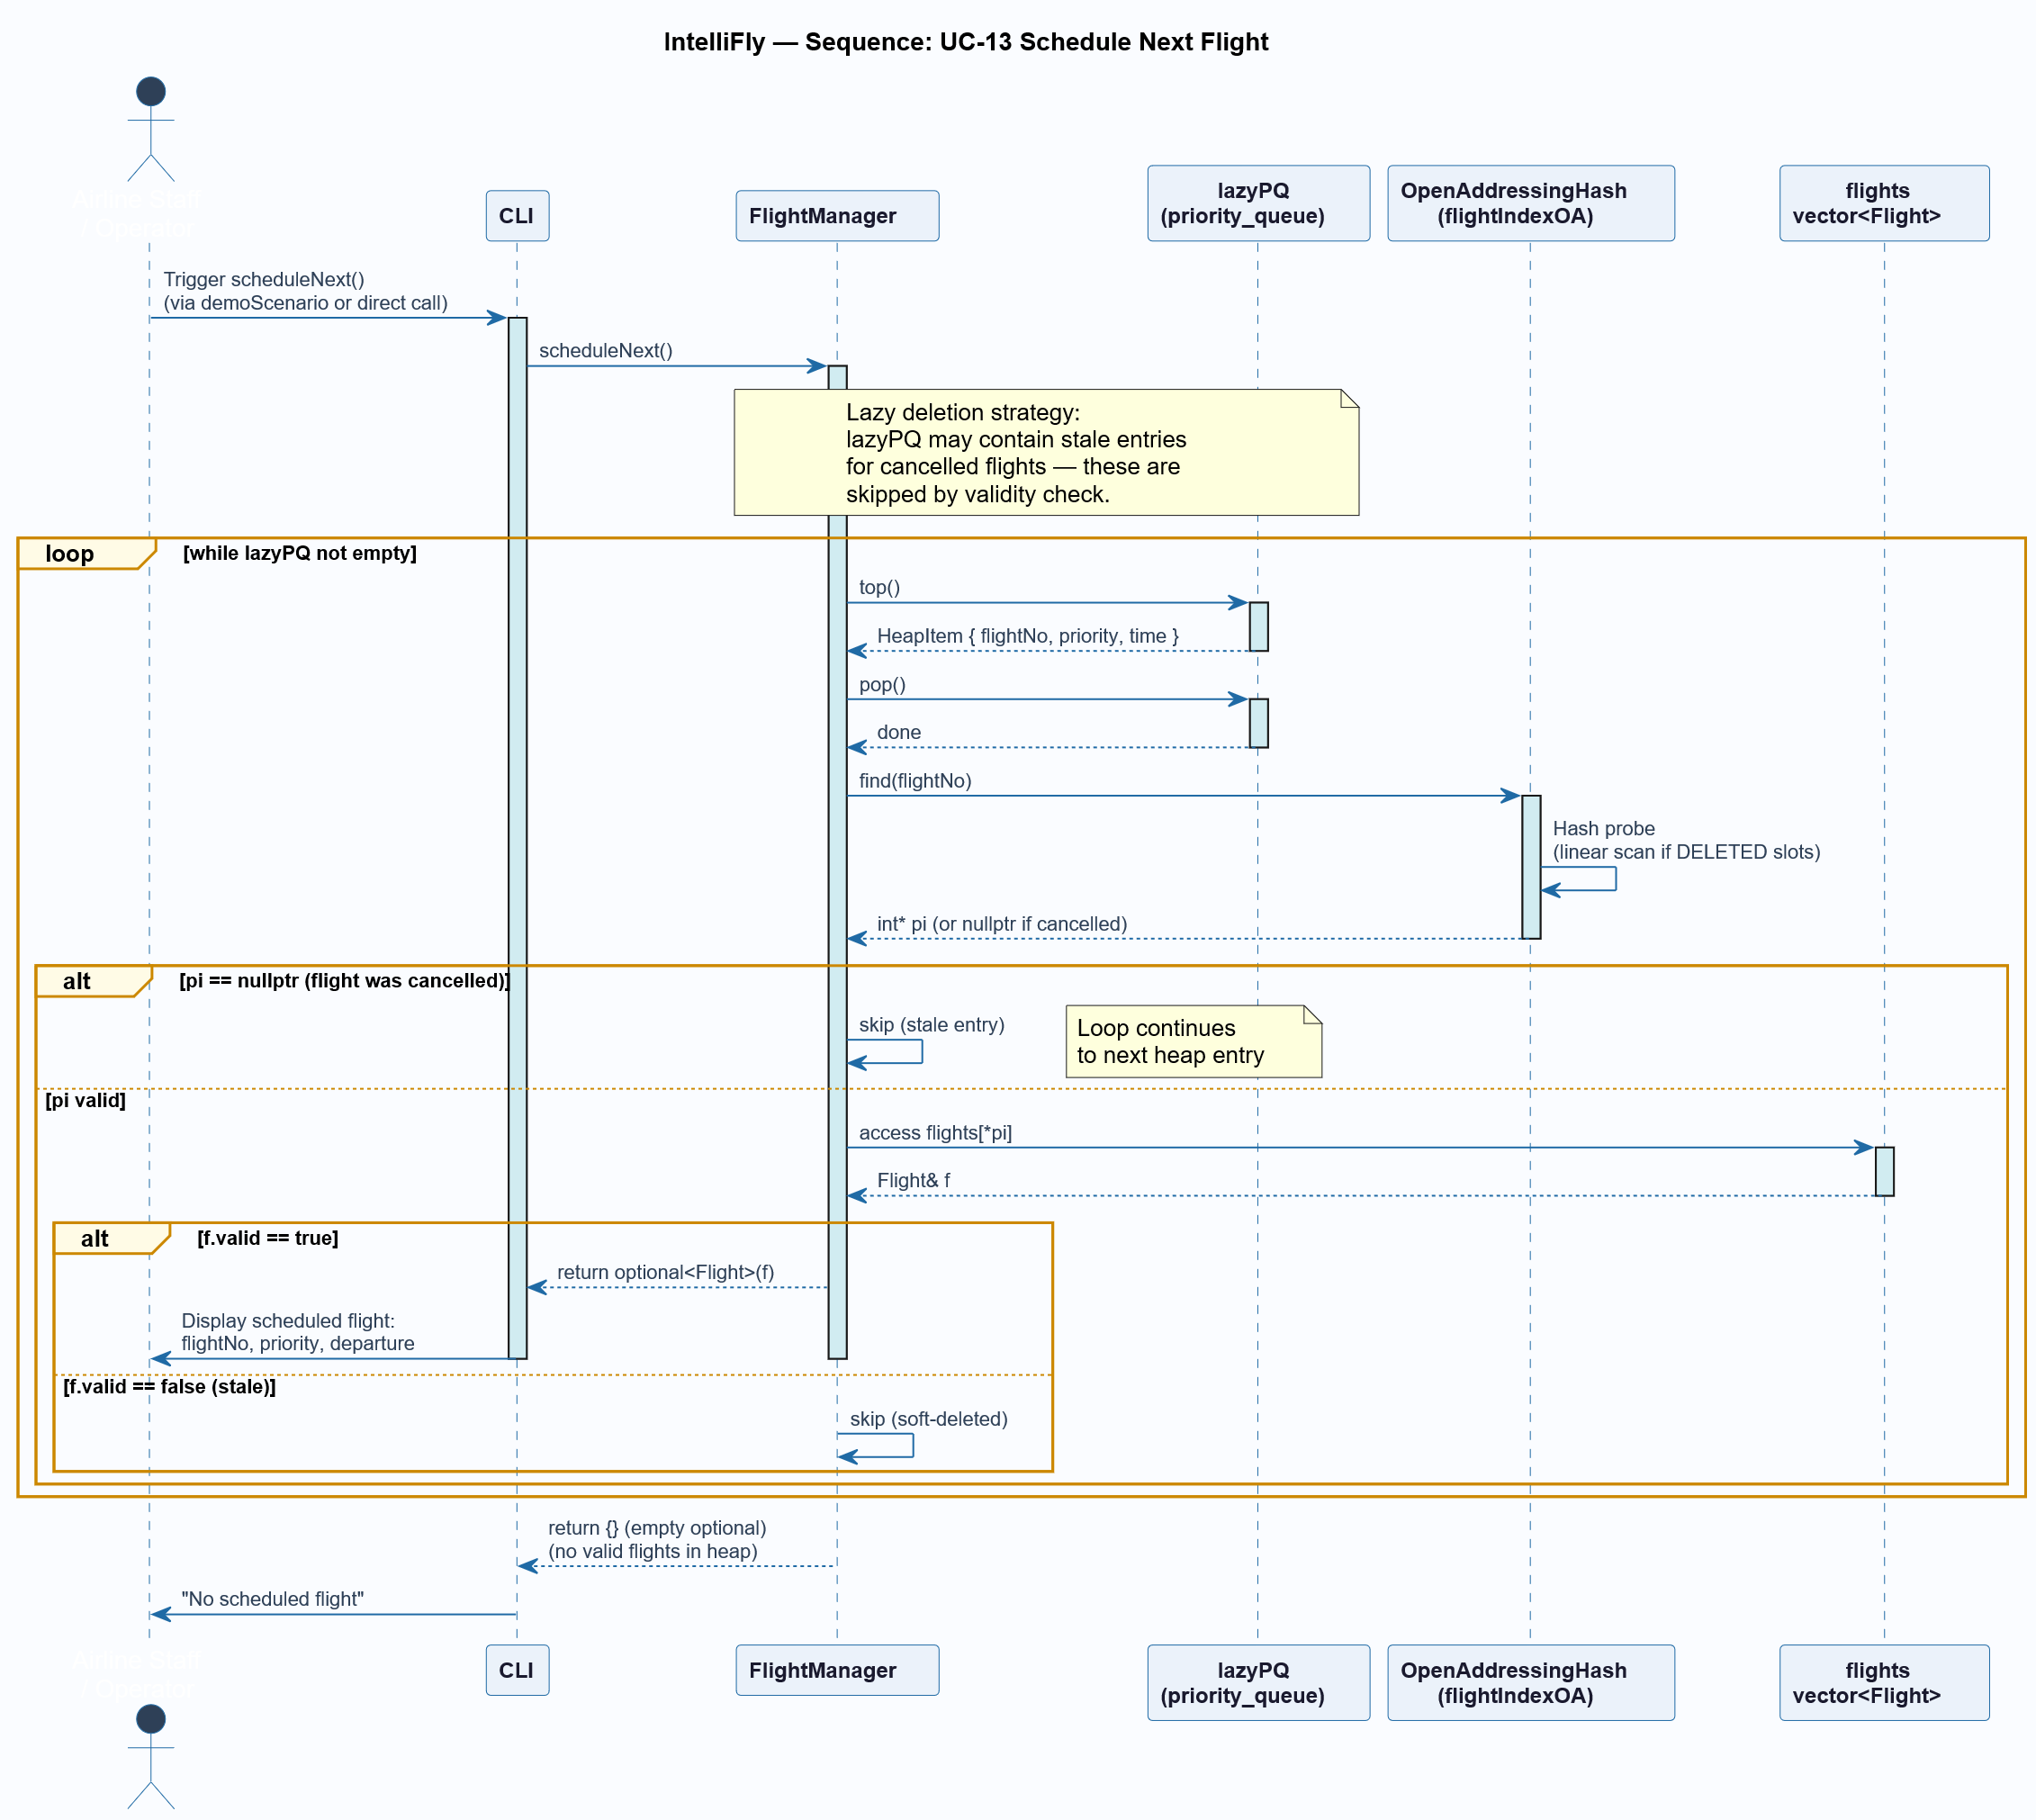 IntelliFly — Sequence: UC-13 Schedule Next Flight
Airline Staff
/ Operator
CLI
FlightManager
lazyPQ
(priority_queue)
OpenAddressingHash
(flightIndexOA)
flights
vector<Flight>
Trigger scheduleNext()
(via demoScenario or direct call)
scheduleNext()
Lazy deletion strategy:
lazyPQ may contain stale entries
for cancelled flights — these are
skipped by validity check.
loop
[while lazyPQ not empty]
top()
HeapItem { flightNo, priority, time }
pop()
done
find(flightNo)
Hash probe
(linear scan if DELETED slots)
int* pi (or nullptr if cancelled)
alt
[pi == nullptr (flight was cancelled)]
skip (stale entry)
Loop continues
to next heap entry
[pi valid]
access flights[*pi]
Flight& f
alt
[f.valid == true]
return optional<Flight>(f)
Display scheduled flight:
flightNo, priority, departure
[f.valid == false (stale)]
skip (soft-deleted)
return {} (empty optional)
(no valid flights in heap)
"No scheduled flight"
Airline Staff
/ Operator
CLI
FlightManager
lazyPQ
(priority_queue)
OpenAddressingHash
(flightIndexOA)
flights
vector<Flight>